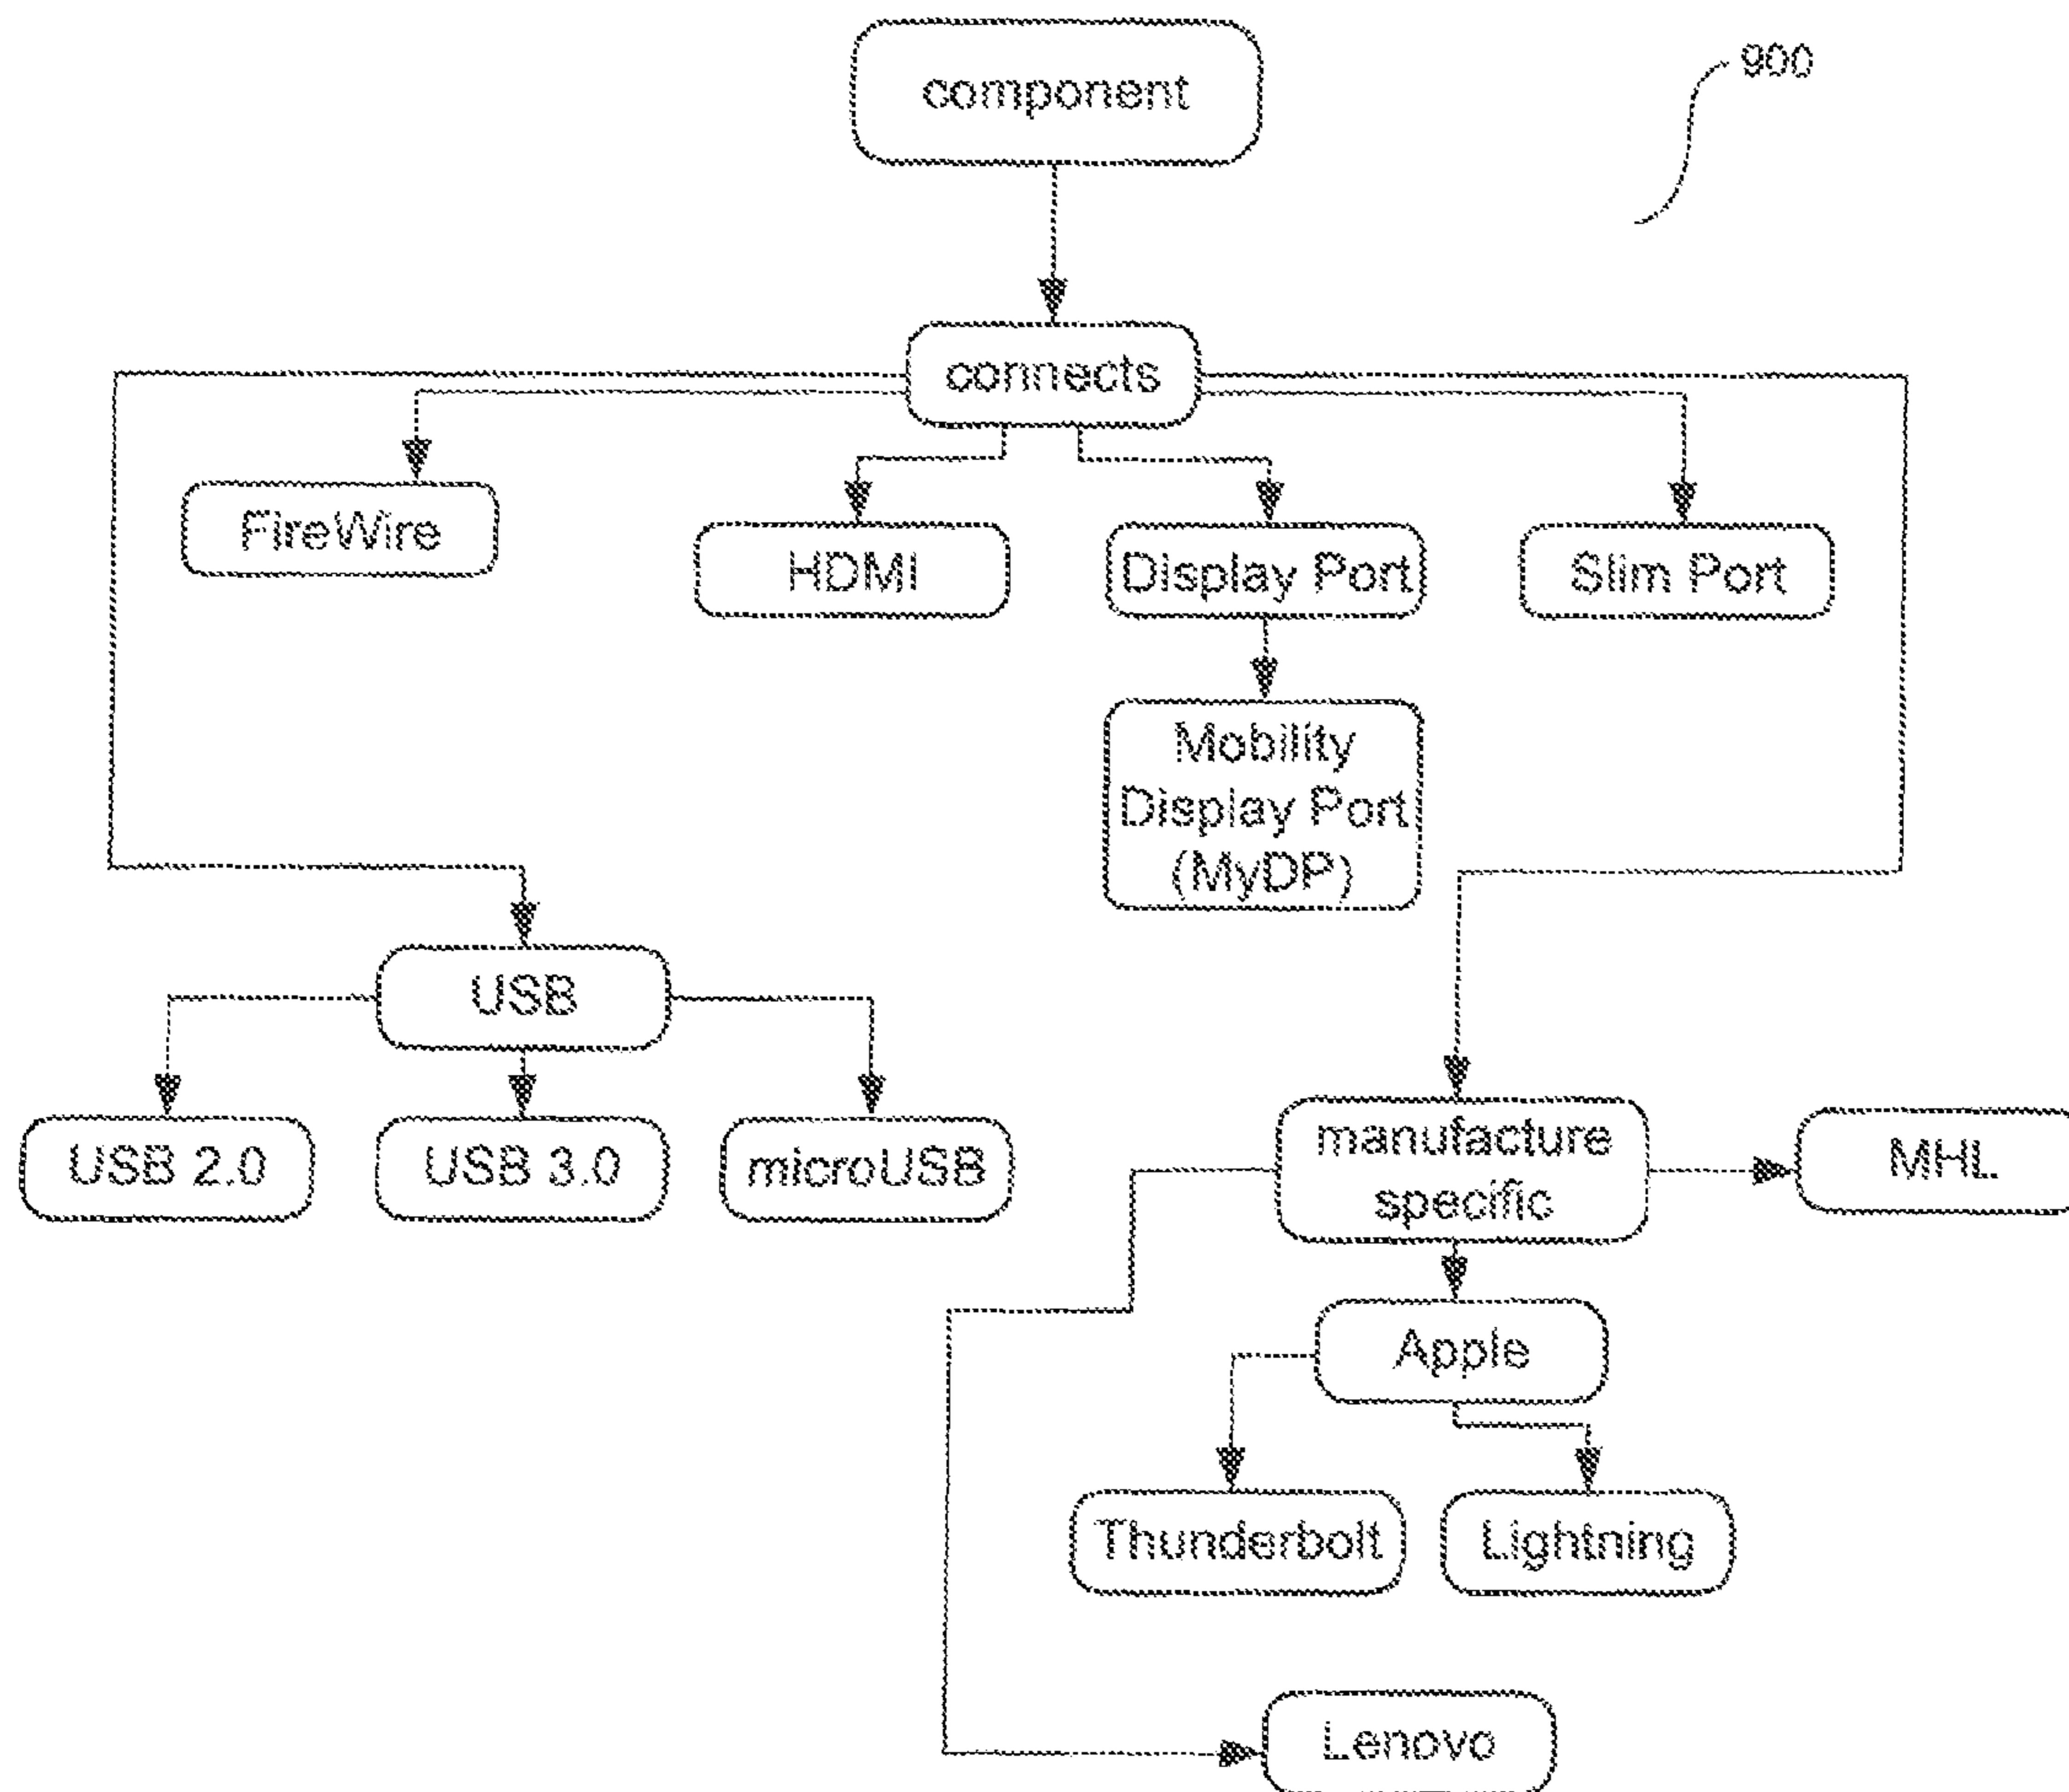 component
900
connects
FireWire
HDMI
Display Port
Slim Port
Mobility
Display Port
(MyDP)
USB
USB 2.0
USB 3.0
microUSB
manufacture
specific
MHL
Apple
Thunderbolt
Lightning
Lenovo